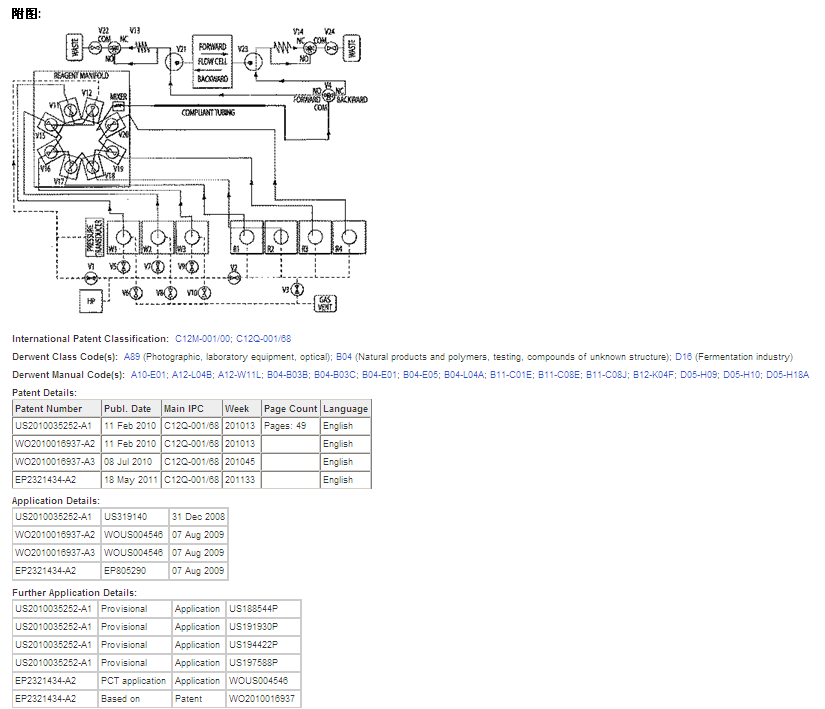 附图:
V22 V13 V14 V24
COM NC NC COM
WASTE V21 FORWARD V23 WASTE
NO FLOW CELL NO
BACKWARD
REAGENT MANIFOLD V4
V12 MIXER NO NC
V11 FORWARD BACKWARD
COM
COMPLIANT TUBING
V15 V20
V16 V19
V17 V18
PRESSURE TRANSDUCER W1 W2 W3 R1 R2 R3 R4
V1 V5 V7 V9 V2
V6 V8 V10 V3
HP GAS VENT
International Patent Classification: C12M-001/00; C12Q-001/68
Derwent Class Code(s): A89 (Photographic, laboratory equipment, optical); B04 (Natural products and polymers, testing, compounds of unknown structure); D16 (Fermentation industry)
Derwent Manual Code(s): A10-E01; A12-L04B; A12-W11L; B04-B03B; B04-B03C; B04-E01; B04-E05; B04-L04A; B11-C01E; B11-C08E; B11-C08J; B12-K04F; D05-H09; D05-H10; D05-H18A
Patent Details:
Patent Number Publ. Date Main IPC Week Page Count Language
US2010035252-A1 11 Feb 2010 C12Q-001/68 201013 Pages: 49 English
WO2010016937-A2 11 Feb 2010 C12Q-001/68 201013 English
WO2010016937-A3 08 Jul 2010 C12Q-001/68 201045 English
EP2321434-A2 18 May 2011 C12Q-001/68 201133 English
Application Details:
US2010035252-A1 US319140 31 Dec 2008
WO2010016937-A2 WOUS004546 07 Aug 2009
WO2010016937-A3 WOUS004546 07 Aug 2009
EP2321434-A2 EP805290 07 Aug 2009
Further Application Details:
US2010035252-A1 Provisional Application US188544P
US2010035252-A1 Provisional Application US191930P
US2010035252-A1 Provisional Application US194422P
US2010035252-A1 Provisional Application US197588P
EP2321434-A2 PCT application Application WOUS004546
EP2321434-A2 Based on Patent WO2010016937